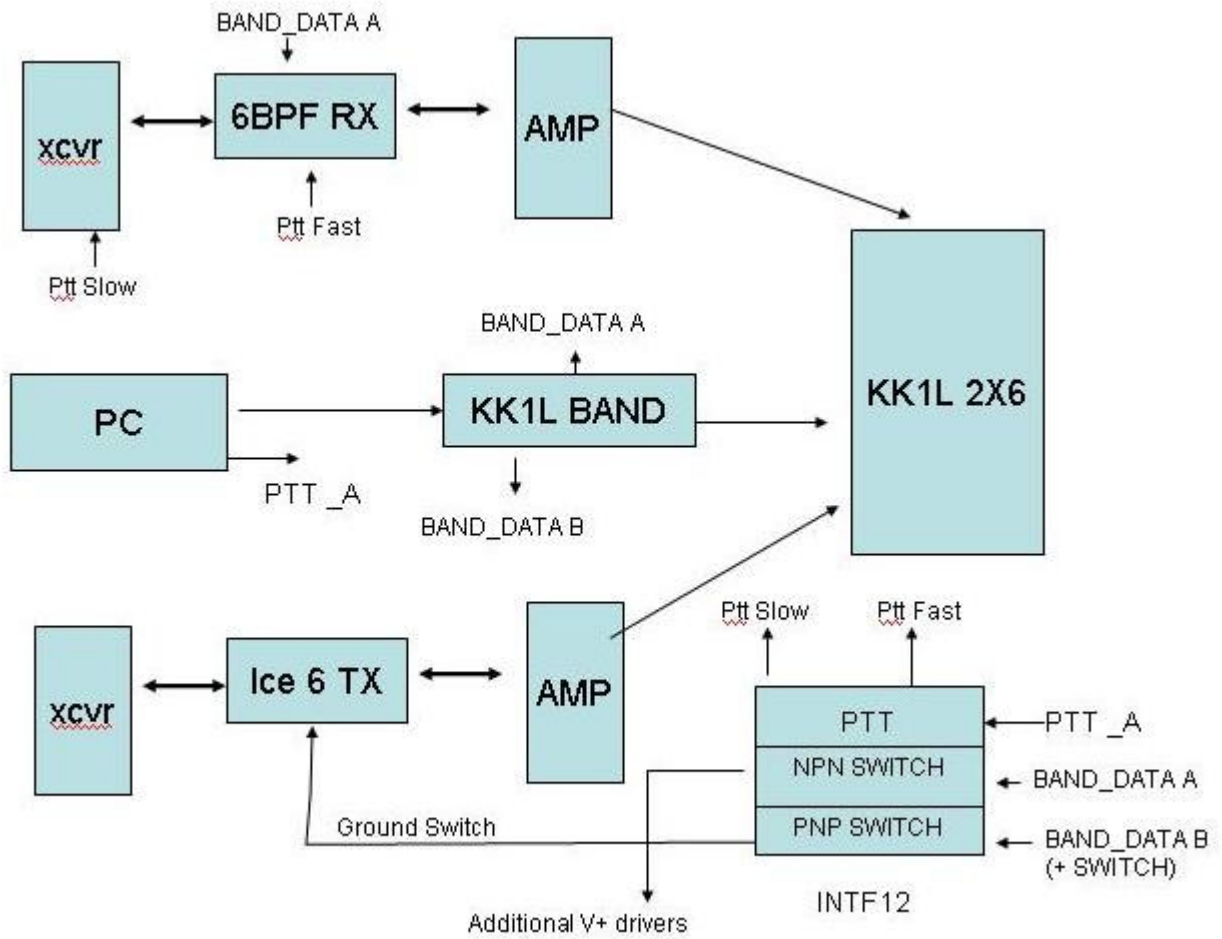 BAND_DATA A
xcvr
6BPF RX
AMP
Ptt Fast
Ptt Slow
BAND_DATA A
PC
KK1L BAND
KK1L 2X6
PTT _A
BAND_DATA B
Ptt Slow
Ptt Fast
xcvr
Ice 6 TX
AMP
PTT
PTT _A
NPN SWITCH
BAND_DATA A
Ground Switch
PNP SWITCH
BAND_DATA B
(+ SWITCH)
INTF12
Additional V+ drivers